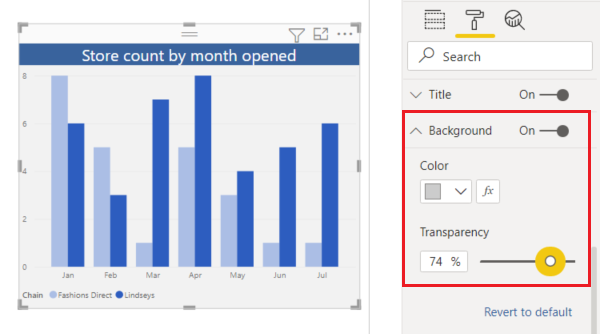 Store count by month opened
8
6
4
2
0
Jan Feb Mar Apr May Jun Jul
Chain Fashions Direct Lindseys
Search
Title On
Background On
Color
fx
Transparency
74 %
Revert to default